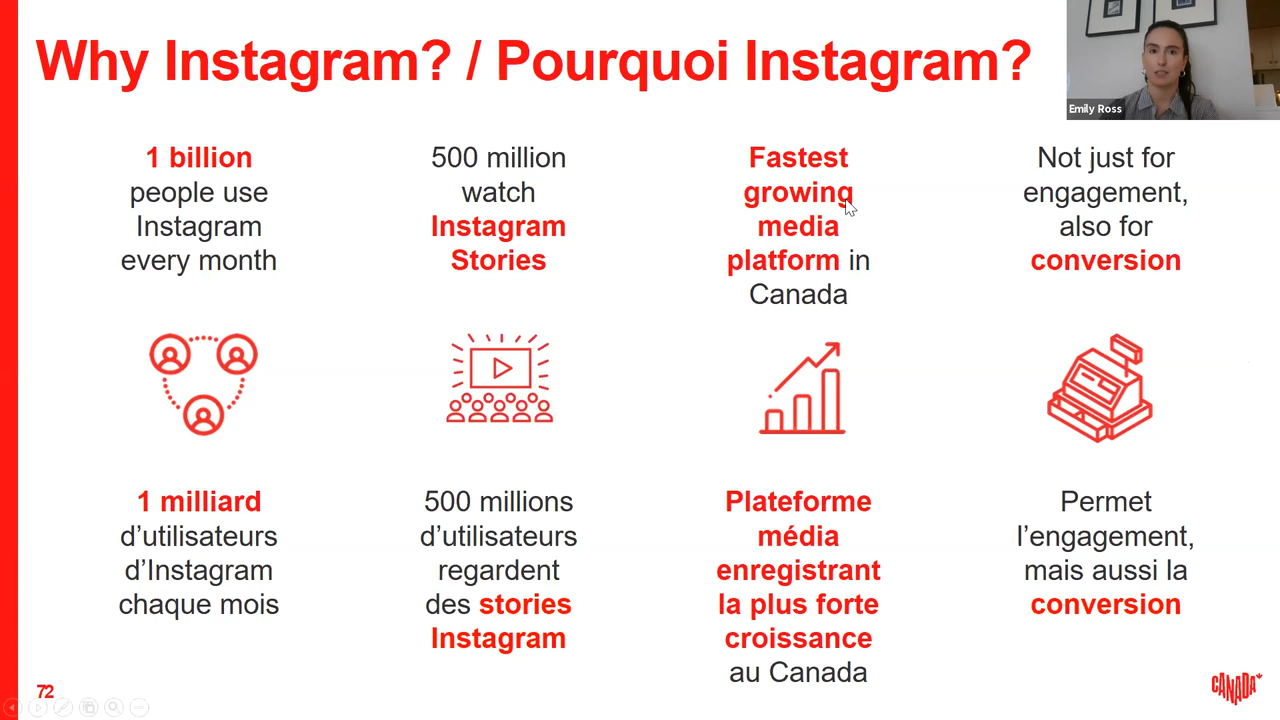 Why Instagram? / Pourquoi Instagram?
Emily Ross
1 billion
people use
Instagram
every month
500 million
watch
Instagram
Stories
Fastest
growing
media
platform in
Canada
Not just for
engagement,
also for
conversion
1 milliard
d’utilisateurs
d’Instagram
chaque mois
500 millions
d’utilisateurs
regardent
des stories
Instagram
Plateforme
média
enregistrant
la plus forte
croissance
au Canada
Permet
l’engagement,
mais aussi la
conversion
72
CANADA